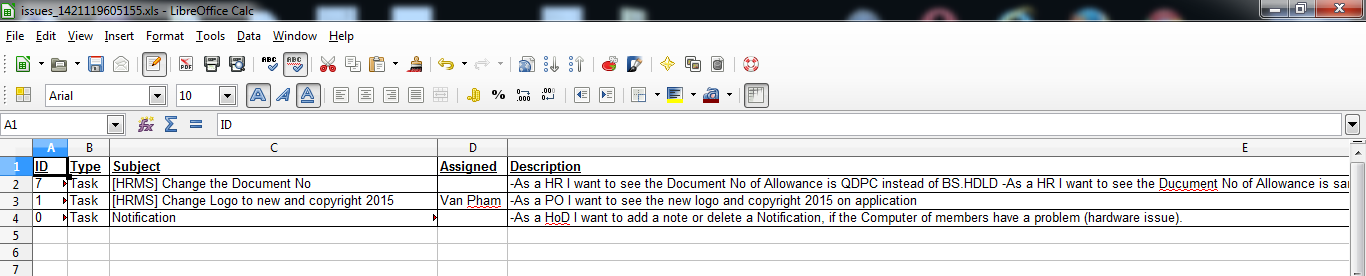 issues_1421119605155.xls - LibreOffice Calc
File Edit View Insert Format Tools Data Window Help
Arial 10
A1 ID
A B C D E
1 ID Type Subject Assigned Description
2 7 Task [HRMS] Change the Document No -As a HR I want to see the Document No of Allowance is QDPC instead of BS.HDLD -As a HR I want to see the Ducument No of Allowance is sa
3 1 Task [HRMS] Change Logo to new and copyright 2015 Van Pham -As a PO I want to see the new logo and copyright 2015 on application
4 0 Task Notification -As a HoD I want to add a note or delete a Notification, if the Computer of members have a problem (hardware issue).
5
6
7